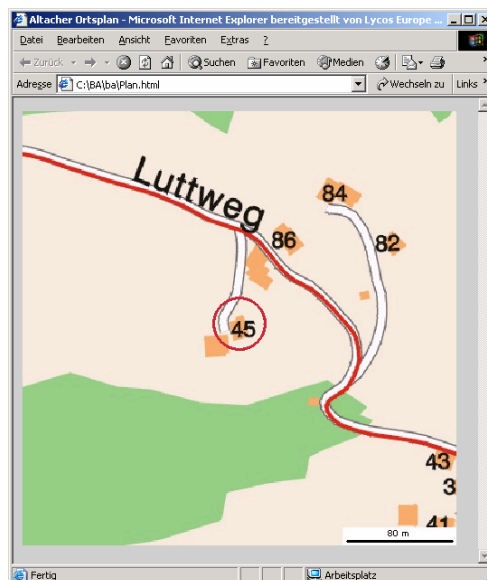 Altacher Ortsplan - Microsoft Internet Explorer bereitgestellt von Lycos Europe ...
Datei Bearbeiten Ansicht Favoriten Extras ?
Zurück Suchen Favoriten Medien
Adresse C:\BA\ba\Plan.html Wechseln zu Links
Luttweg
84
86
82
45
43
3
41
80 m
Fertig Arbeitsplatz